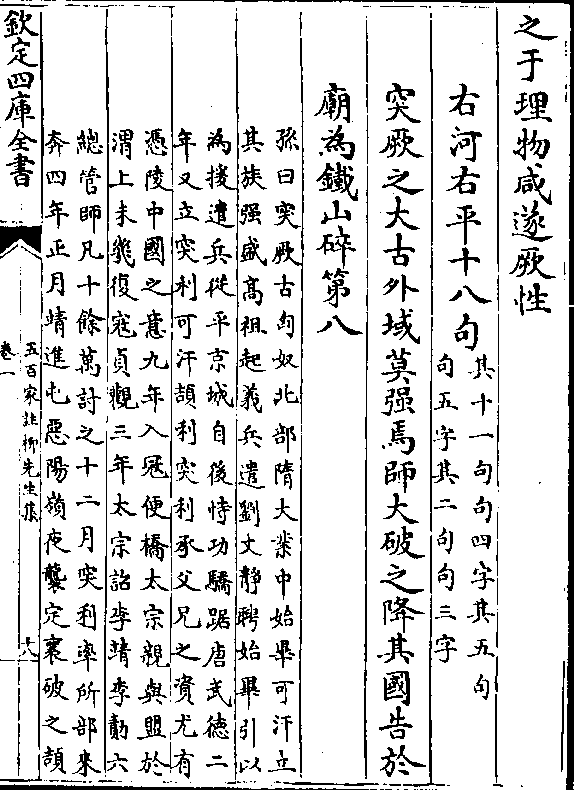 之于理物咸遂厥性
右河右平十八句
其十一句句四字其五句
句五字其二句句三字
突厥之大古外域莫强焉師大破之降其國告於
廟為鐵山碎第八
孫曰突厥古匈奴北部隋大業中始畢可汗立
其族强盛高祖起義兵遣劉文靜聘始畢引以
為援遣兵從平京城自後恃功驕踞唐武德二
年又立突利可汗頡利突利承父兄之資尤有
憑陵中國之意九年入冦便橋太宗親與盟於
渭上未幾復寇貞觀三年太宗詔李靖李勣六
總管師凡十餘萬討之十二月突利率所部來
奔四年正月靖進屯惡陽嶺夜襲定襄破之頡
欽定四庫全書
五百家註柳先生集
卷一
十八